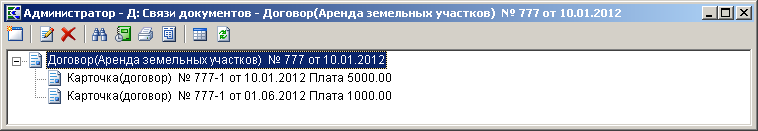 Администратор - Д: Связи документов - Договор(Аренда земельных участков)  № 777 от 10.01.2012
Договор(Аренда земельных участков)  № 777 от 10.01.2012
Карточка(договор)  № 777-1 от 10.01.2012 Плата 5000.00
Карточка(договор)  № 777-1 от 01.06.2012 Плата 1000.00